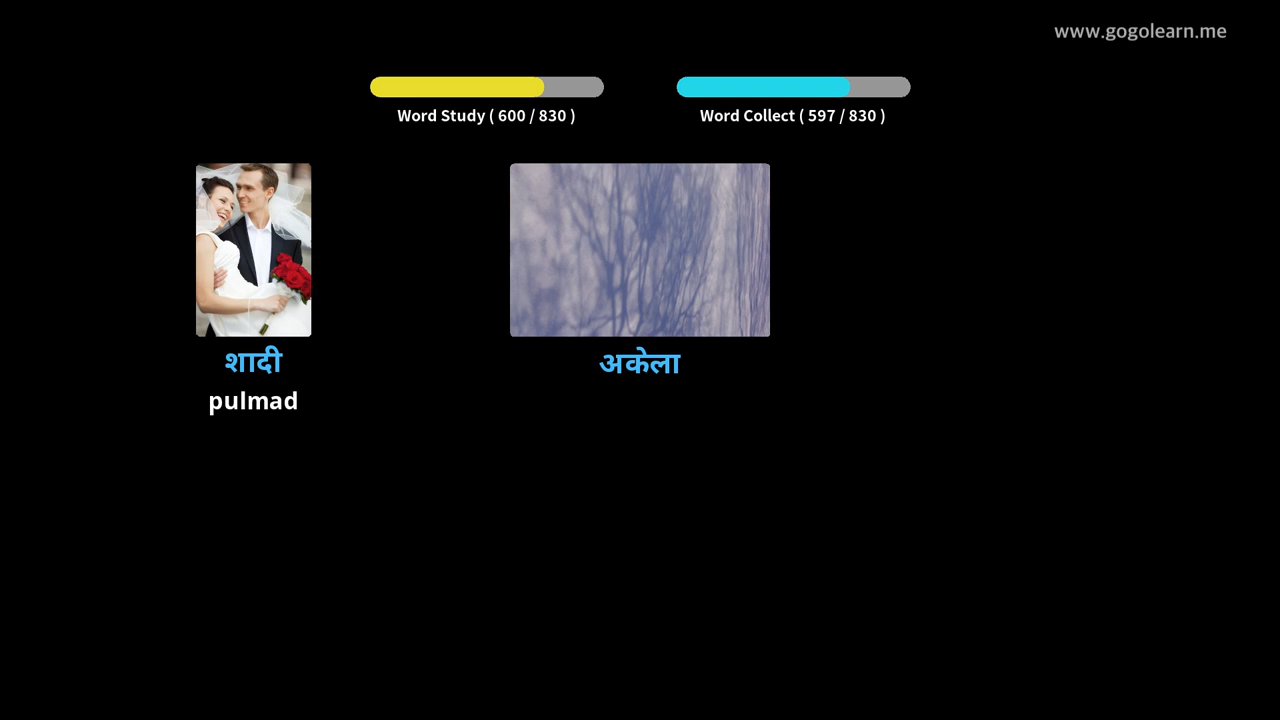 www.gogolearn.me
Word Study ( 600 / 830 )
Word Collect ( 597 / 830 )
शादी
अकेला
pulmad